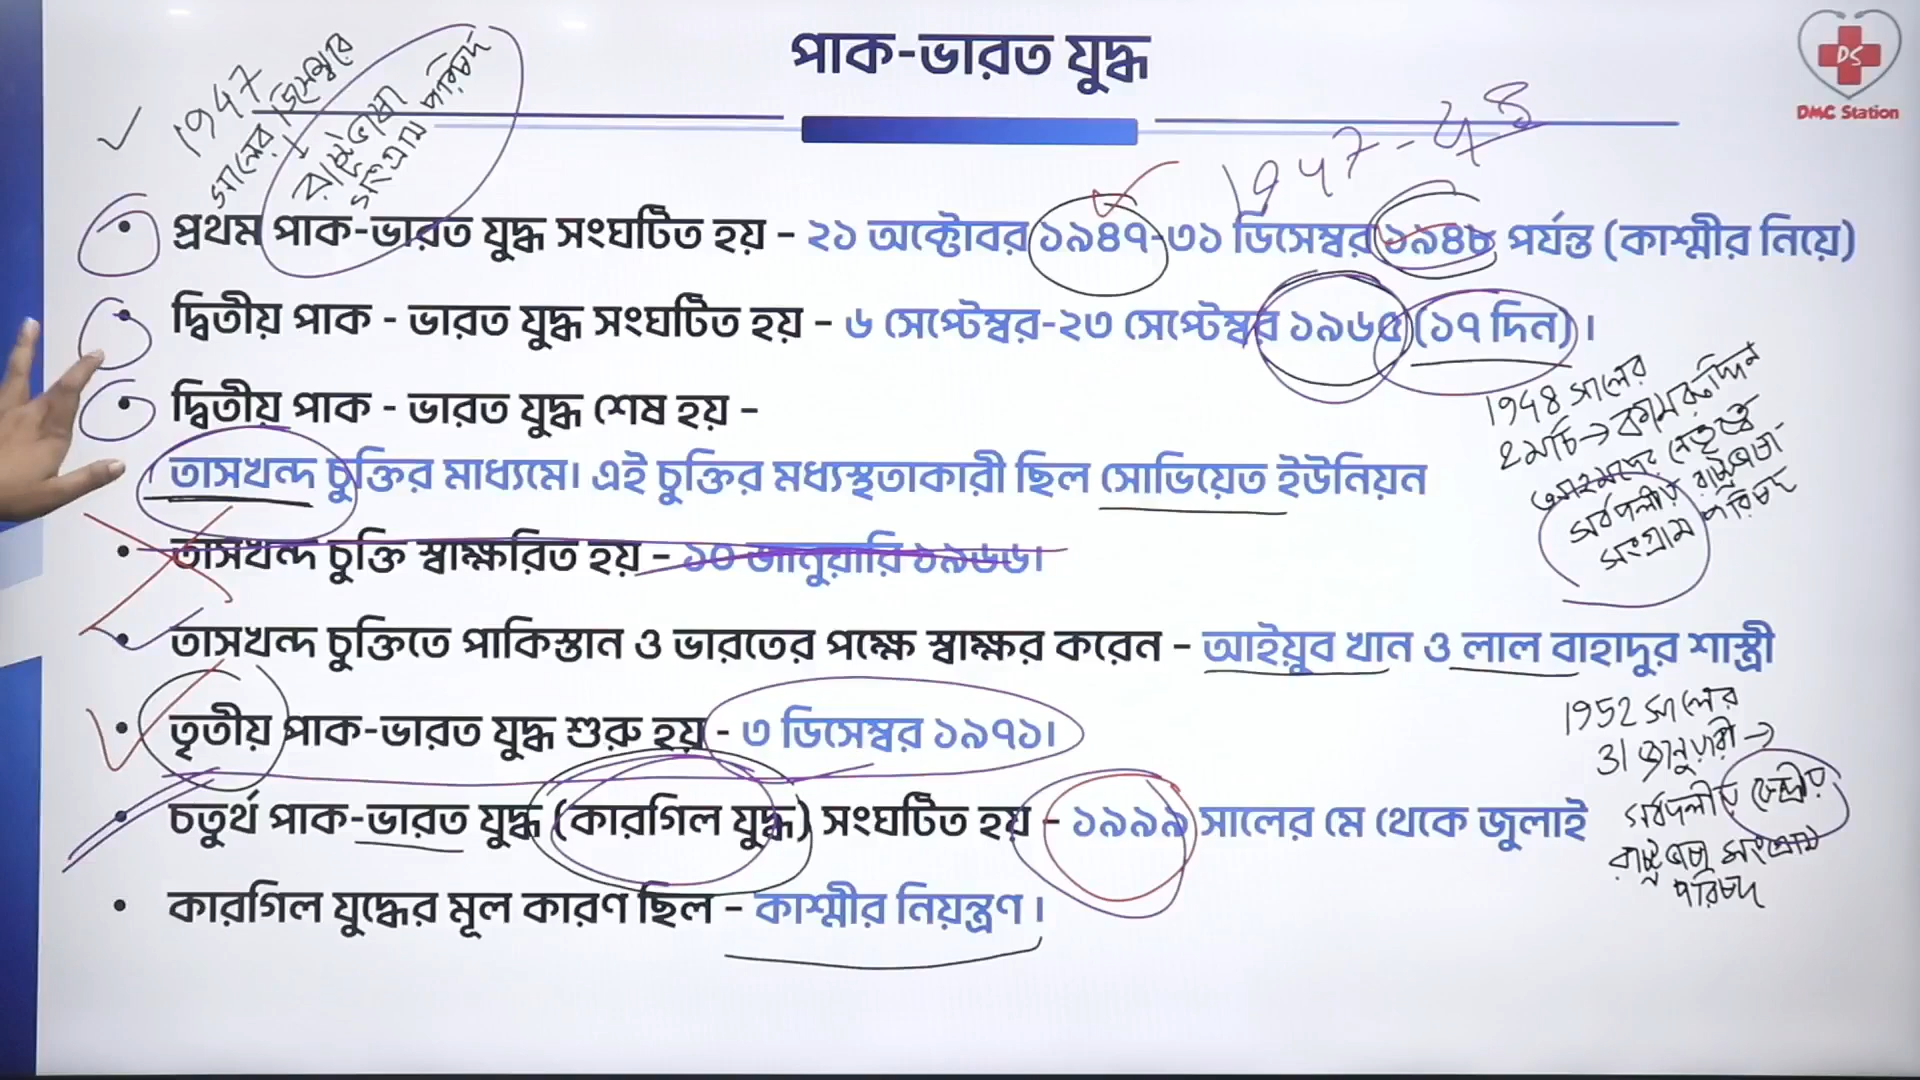 পাক-ভারত যুদ্ধ
DS
DMC Station
1947
সালের ডিসেম্বরে
রাষ্ট্রভাষা
সংগ্রাম পরিষদ
1947-48
• প্রথম পাক-ভারত যুদ্ধ সংঘটিত হয় – ২১ অক্টোবর ১৯৪৭-৩১ ডিসেম্বর ১৯৪৮ পর্যন্ত (কাশ্মীর নিয়ে)
• দ্বিতীয় পাক - ভারত যুদ্ধ সংঘটিত হয় – ৬ সেপ্টেম্বর-২৩ সেপ্টেম্বর ১৯৬৫ (১৭ দিন) ।
• দ্বিতীয় পাক - ভারত যুদ্ধ শেষ হয় –
তাসখন্দ চুক্তির মাধ্যমে। এই চুক্তির মধ্যস্থতাকারী ছিল সোভিয়েত ইউনিয়ন
• তাসখন্দ চুক্তি স্বাক্ষরিত হয় – ১০ জানুয়ারি ১৯৬৬।
• তাসখন্দ চুক্তিতে পাকিস্তান ও ভারতের পক্ষে স্বাক্ষর করেন – আইয়ুব খান ও লাল বাহাদুর শাস্ত্রী
• তৃতীয় পাক-ভারত যুদ্ধ শুরু হয় - ৩ ডিসেম্বর ১৯৭১।
• চতুর্থ পাক-ভারত যুদ্ধ (কারগিল যুদ্ধ) সংঘটিত হয় – ১৯৯৯ সালের মে থেকে জুলাই
• কারগিল যুদ্ধের মূল কারণ ছিল – কাশ্মীর নিয়ন্ত্রণ ।
1948 সালের
২ মার্চ → কামরুদ্দিন
আহমদের নেতৃত্বে
সর্বদলীয় রাষ্ট্রভাষা
সংগ্রাম পরিষদ
1952 সালের
31 জানুয়ারী →
সর্বদলীয় কেন্দ্রীয়
রাষ্ট্রভাষা সংগ্রাম
পরিষদ